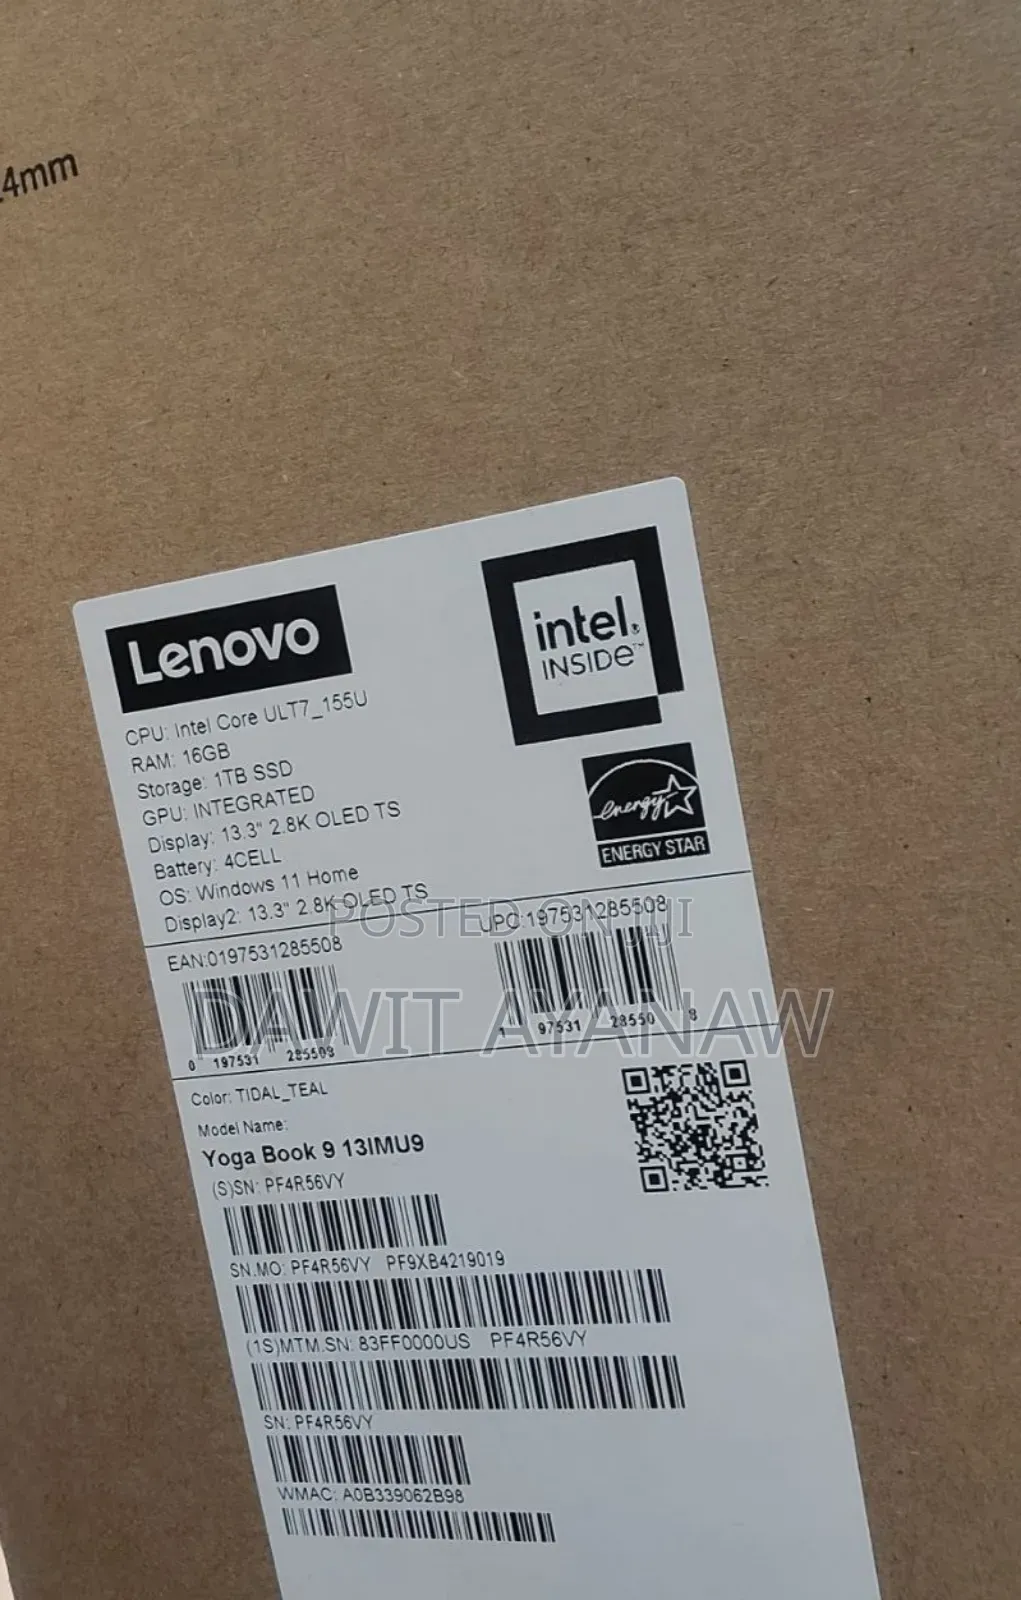 .4mm
Lenovo
intel®
INSIDe™
CPU: Intel Core ULT7_155U
RAM: 16GB
Storage: 1TB SSD
GPU: INTEGRATED
Display: 13.3" 2.8K OLED TS
Battery: 4CELL
OS: Windows 11 Home
Display2: 13.3" 2.8K OLED TS
energy
ENERGY STAR
POSTED ON JIJI
EAN:0197531285508
UPC:197531285508
0 197531 285508
1 97531 28550 8
DAWIT AYANAW
Color: TIDAL_TEAL
Model Name:
Yoga Book 9 13IMU9
(S)SN: PF4R56VY
SN.MO: PF4R56VY PF9XB4219019
(1S)MTM.SN: 83FF0000US PF4R56VY
SN: PF4R56VY
WMAC: A0B339062B98